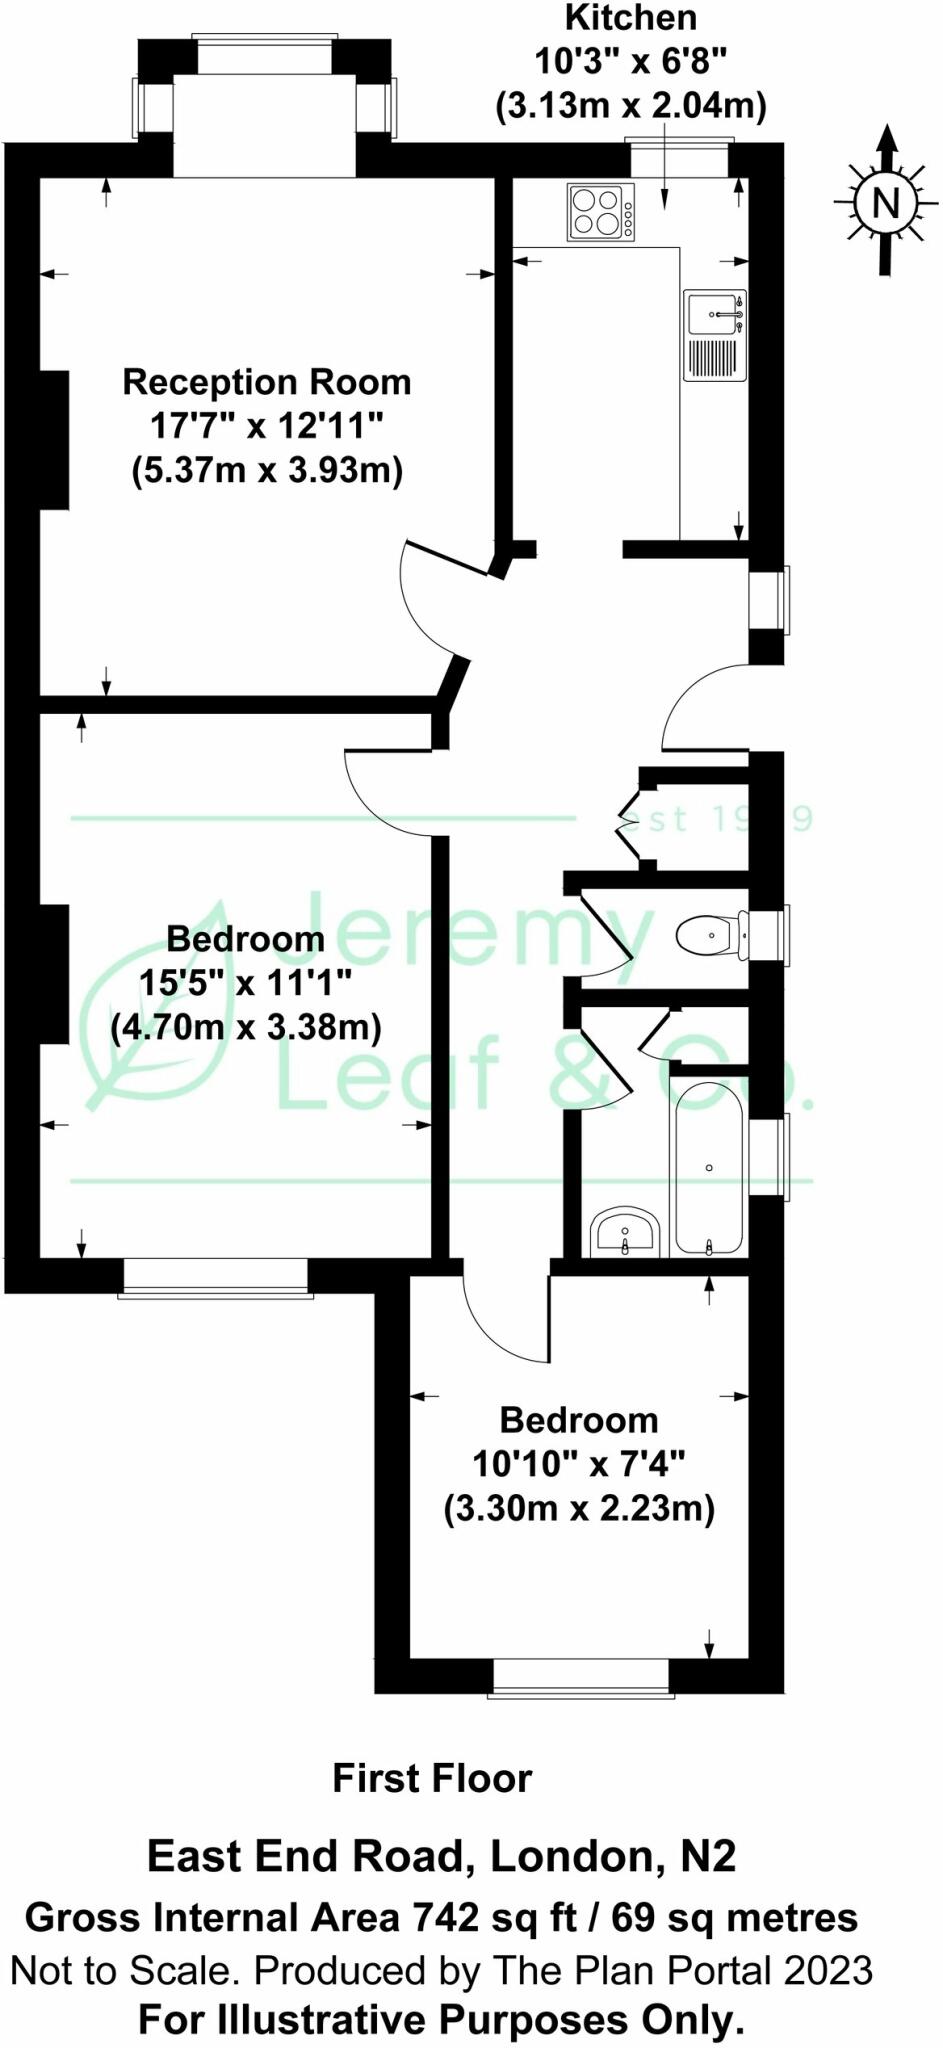 Kitchen
10'3" x 6'8"
(3.13m x 2.04m)
N
Reception Room
17'7" x 12'11"
(5.37m x 3.93m)
est 1989
Jeremy
Leaf & Co.
Bedroom
15'5" x 11'1"
(4.70m x 3.38m)
Bedroom
10'10" x 7'4"
(3.30m x 2.23m)
First Floor
East End Road, London, N2
Gross Internal Area 742 sq ft / 69 sq metres
Not to Scale. Produced by The Plan Portal 2023
For Illustrative Purposes Only.